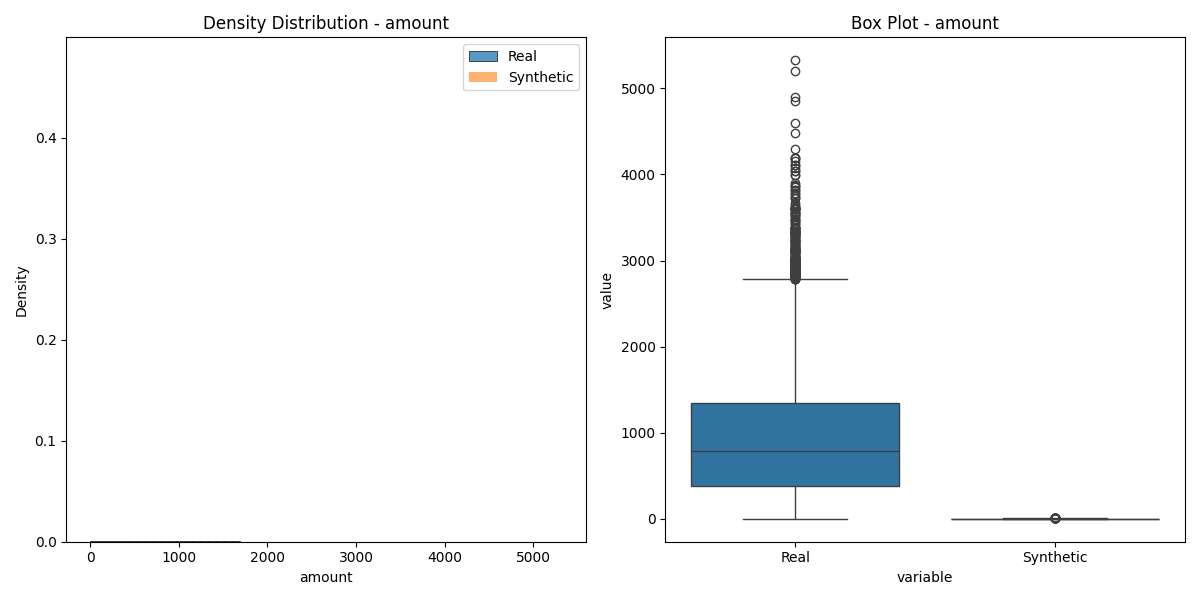 Density Distribution - amount
Real
Synthetic
0.4
0.3
0.2
0.1
0.0
Density
0
1000
2000
3000
4000
5000
amount
Box Plot - amount
5000
4000
3000
2000
1000
0
value
Real
Synthetic
variable